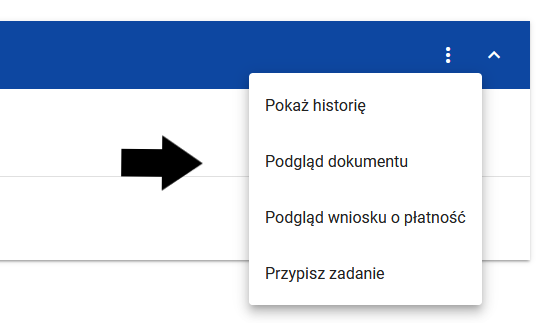 Pokaż historię
Podgląd dokumentu
Podgląd wniosku o płatność
Przypisz zadanie